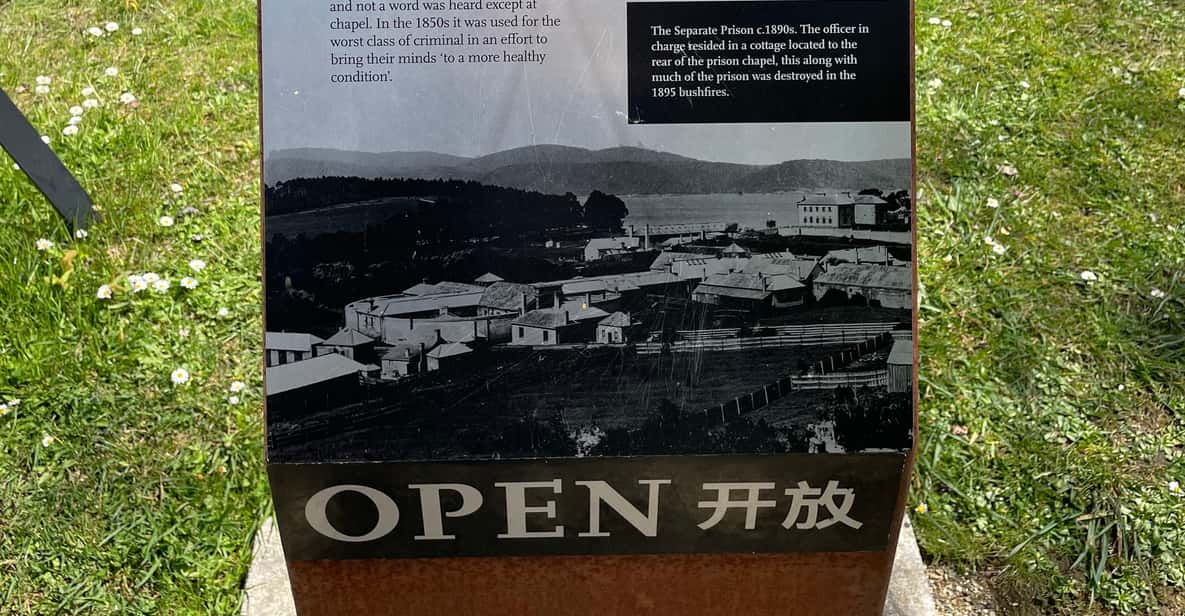 and not a word was heard except at
chapel. In the 1850s it was used for the
worst class of criminal in an effort to
bring their minds ‘to a more healthy
condition’.
The Separate Prison c.1890s. The officer in
charge resided in a cottage located to the
rear of the prison chapel, this along with
much of the prison was destroyed in the
1895 bushfires.
OPEN 开放